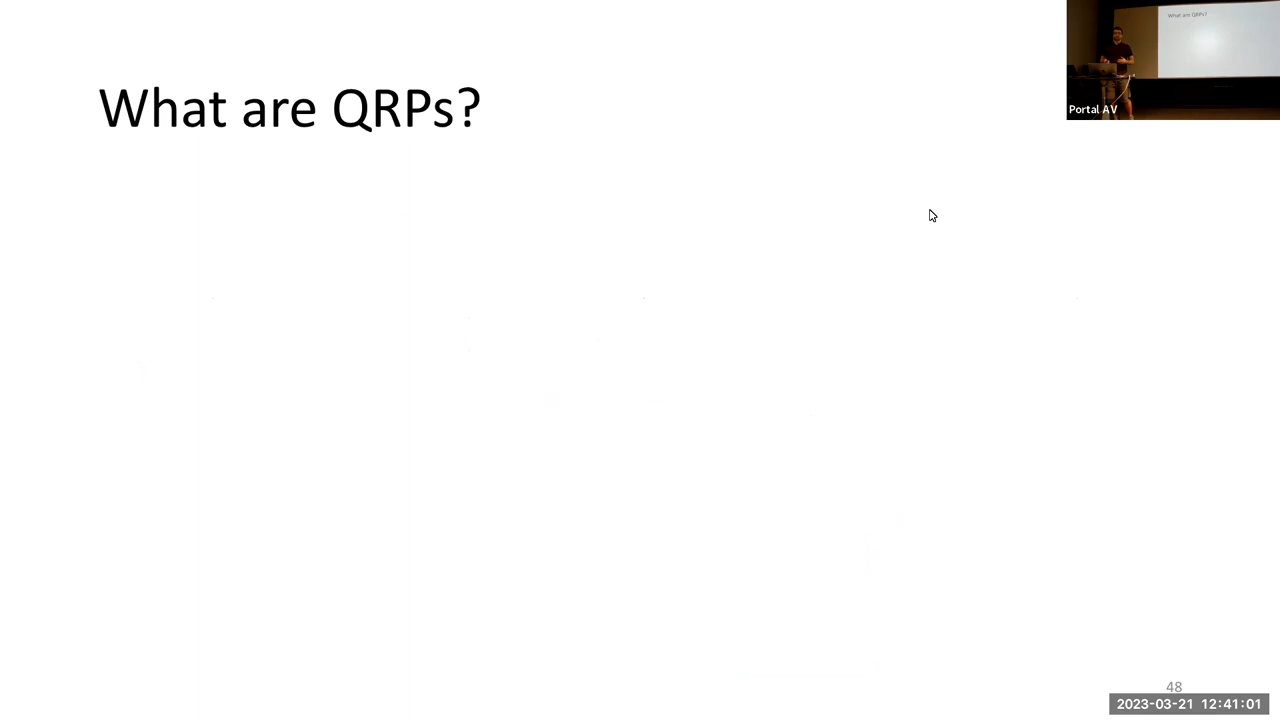 What are QRPs?
What are QRPs?
Portal AV
48
2023-03-21 12:41:01